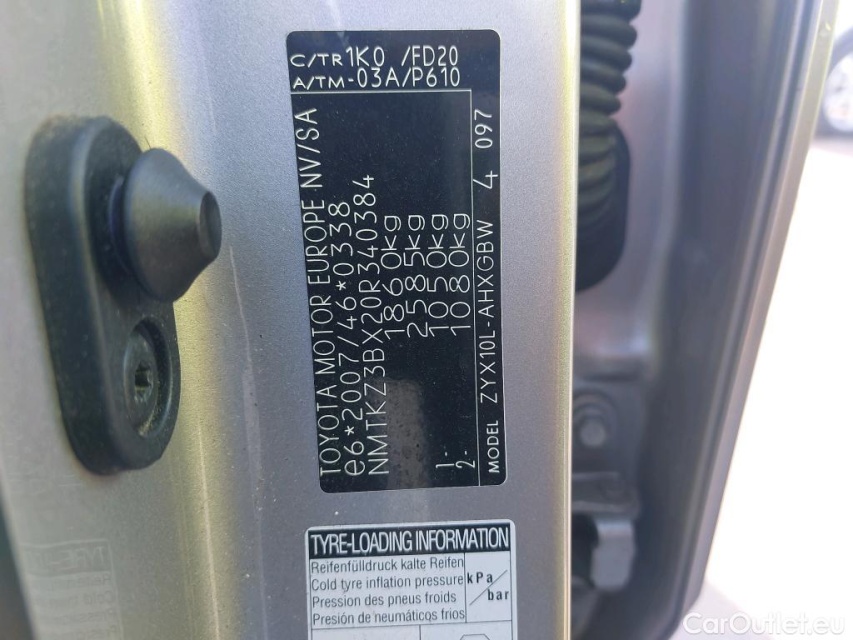 C/TR 1K0 /FD20
A/TM -03A/P610
TOYOTA MOTOR EUROPE NV/SA
e6*2007/46*0338
NMTKZ3BX20R340384
1860kg
2585kg
1- 1050kg
2- 1080kg
MODEL ZYX10L-AHXGBW 4 097
TYRE-LOADING INFORMATION
Reifenfülldruck kalte Reifen
Cold tyre inflation pressure
Pression des pneus froids
Presión de neumáticos frios
kPa/bar
CarOutlet.eu